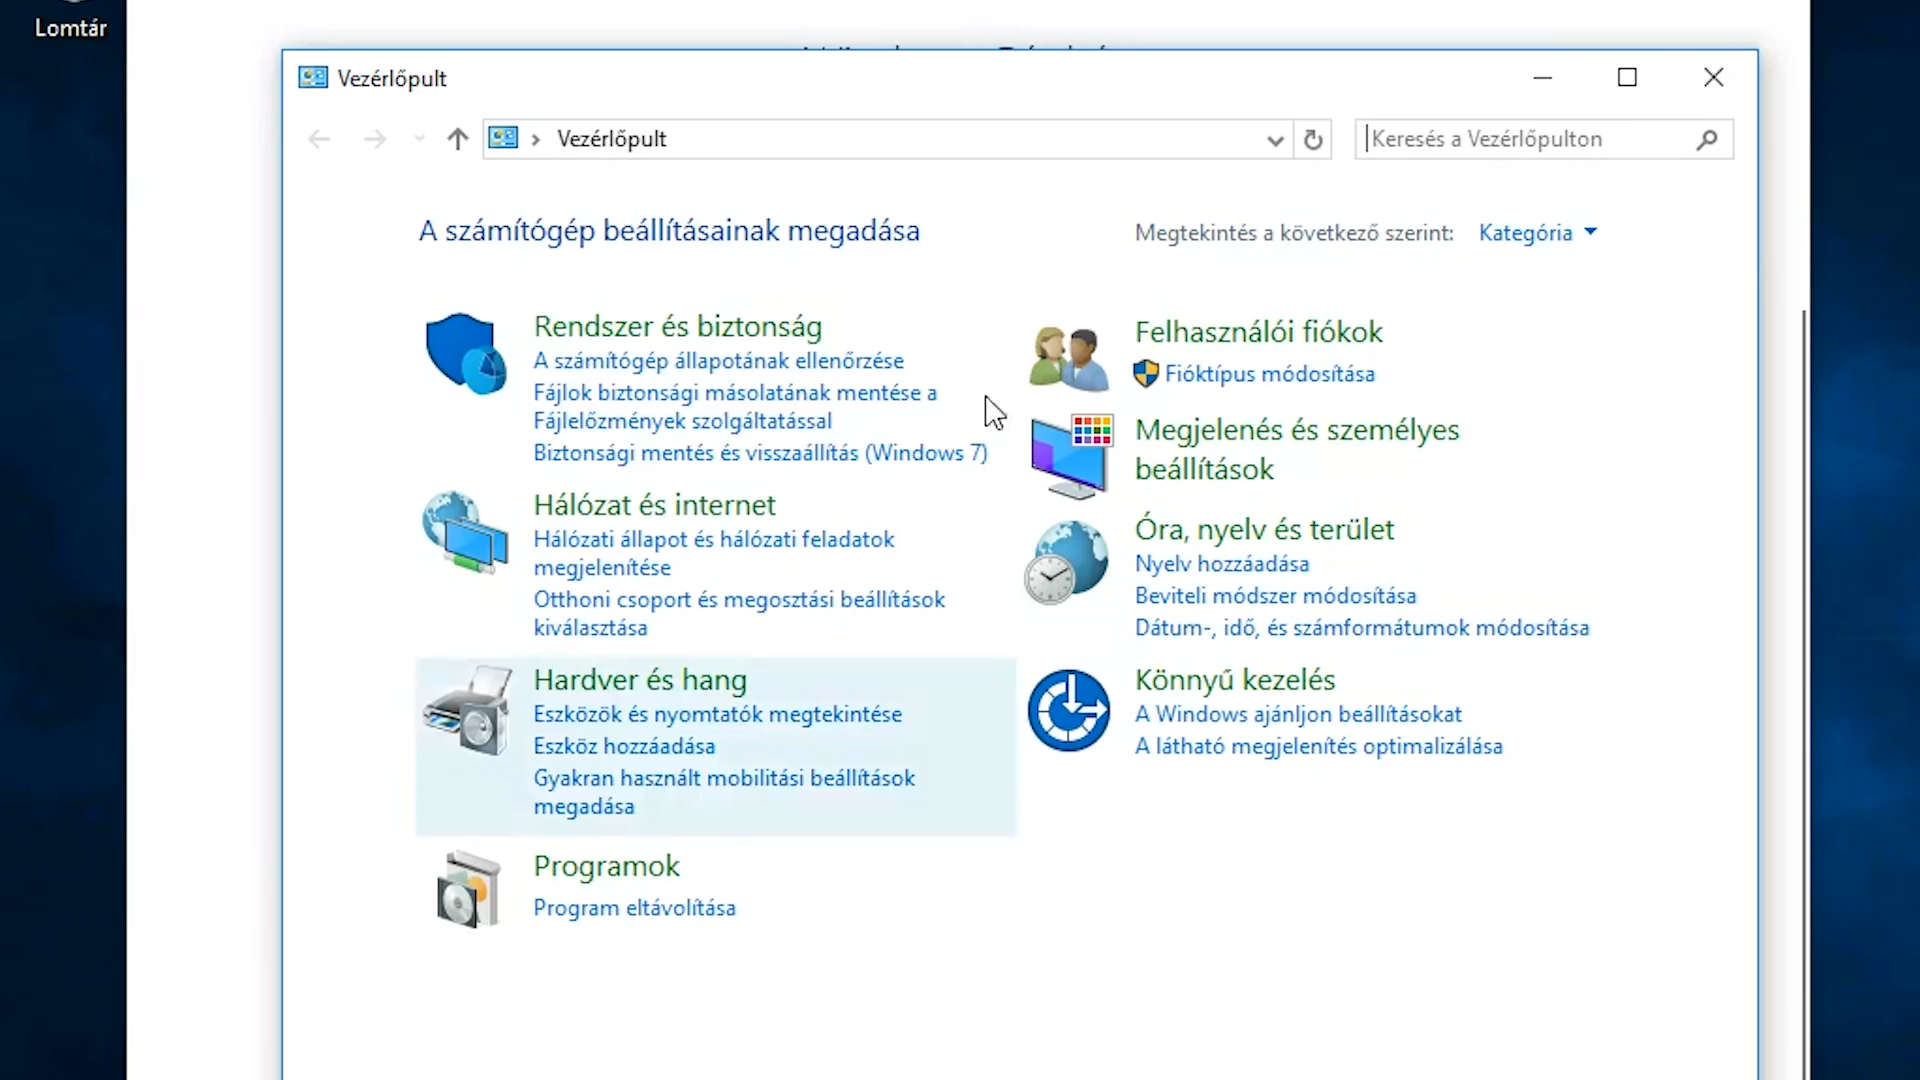 Lomtár
Vezérlőpult
Vezérlőpult
Keresés a Vezérlőpulton
A számítógép beállításainak megadása
Megtekintés a következő szerint: Kategória
Rendszer és biztonság
A számítógép állapotának ellenőrzése
Fájlok biztonsági másolatának mentése a
Fájlelőzmények szolgáltatással
Biztonsági mentés és visszaállítás (Windows 7)
Hálózat és internet
Hálózati állapot és hálózati feladatok
megjelenítése
Otthoni csoport és megosztási beállítások
kiválasztása
Hardver és hang
Eszközök és nyomtatók megtekintése
Eszköz hozzáadása
Gyakran használt mobilitási beállítások
megadása
Programok
Program eltávolítása
Felhasználói fiókok
Fióktípus módosítása
Megjelenés és személyes
beállítások
Óra, nyelv és terület
Nyelv hozzáadása
Beviteli módszer módosítása
Dátum-, idő, és számformátumok módosítása
Könnyű kezelés
A Windows ajánljon beállításokat
A látható megjelenítés optimalizálása